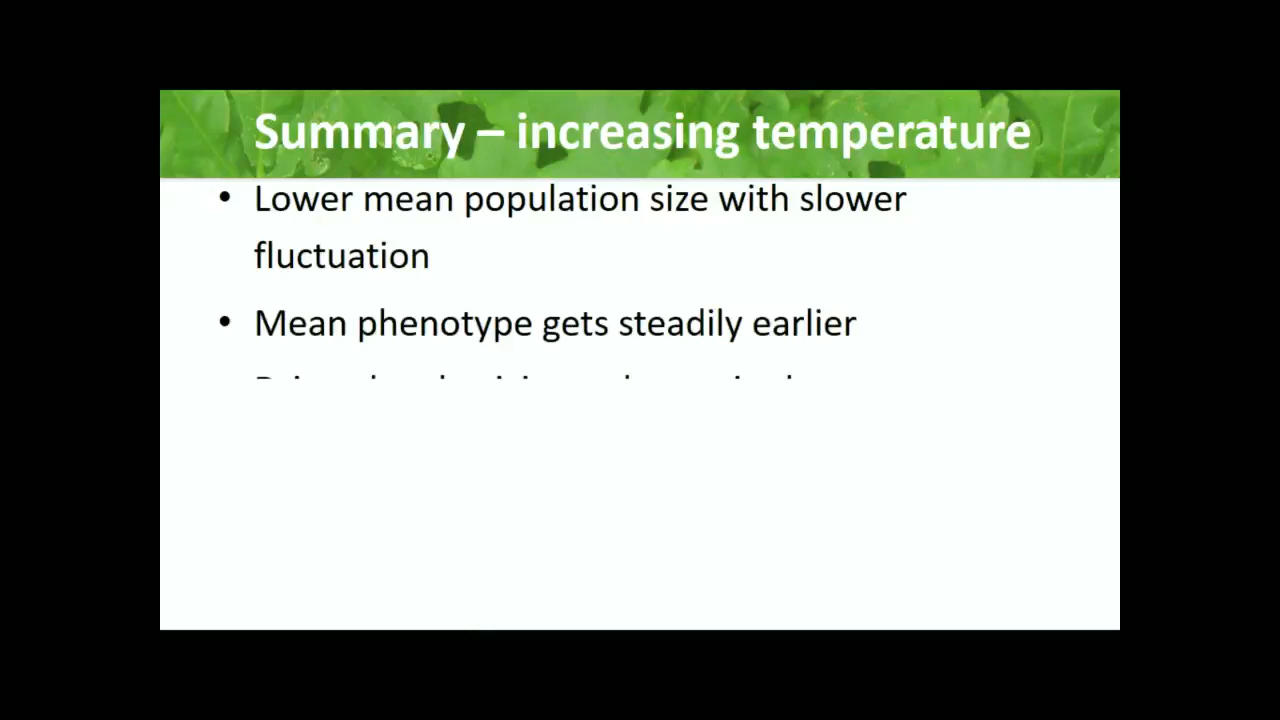 Summary – increasing temperature
• Lower mean population size with slower
fluctuation
• Mean phenotype gets steadily earlier